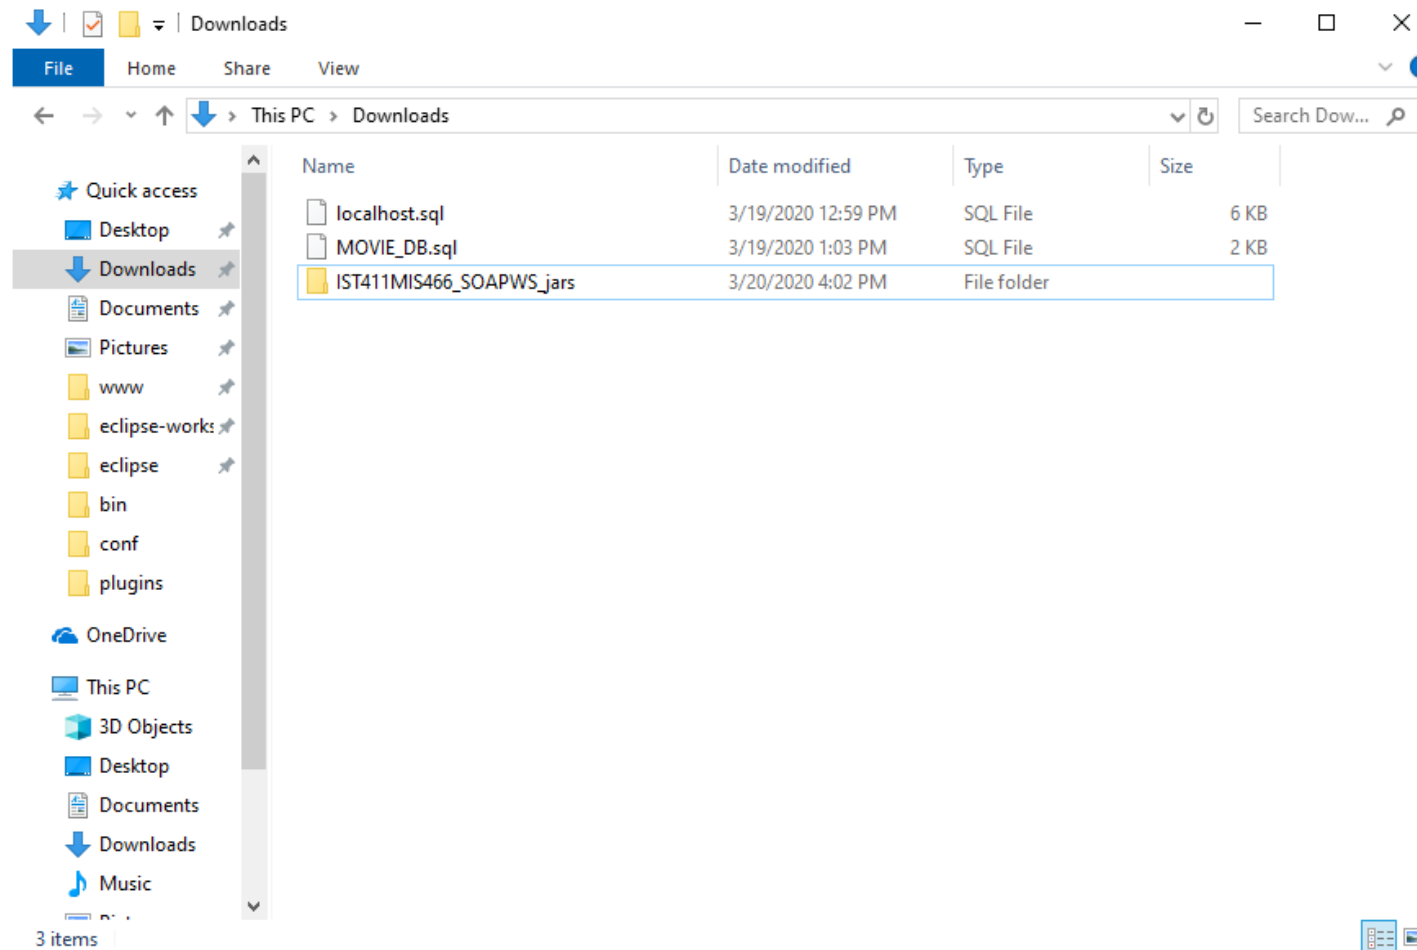 Downloads
File Home Share View
This PC Downloads
Search Dow...
Name Date modified Type Size
Quick access
Desktop
Downloads
Documents
Pictures
www
eclipse-works
eclipse
bin
conf
plugins
OneDrive
This PC
3D Objects
Desktop
Documents
Downloads
Music
localhost.sql 3/19/2020 12:59 PM SQL File 6 KB
MOVIE_DB.sql 3/19/2020 1:03 PM SQL File 2 KB
IST411MIS466_SOAPWS_jars 3/20/2020 4:02 PM File folder
3 items